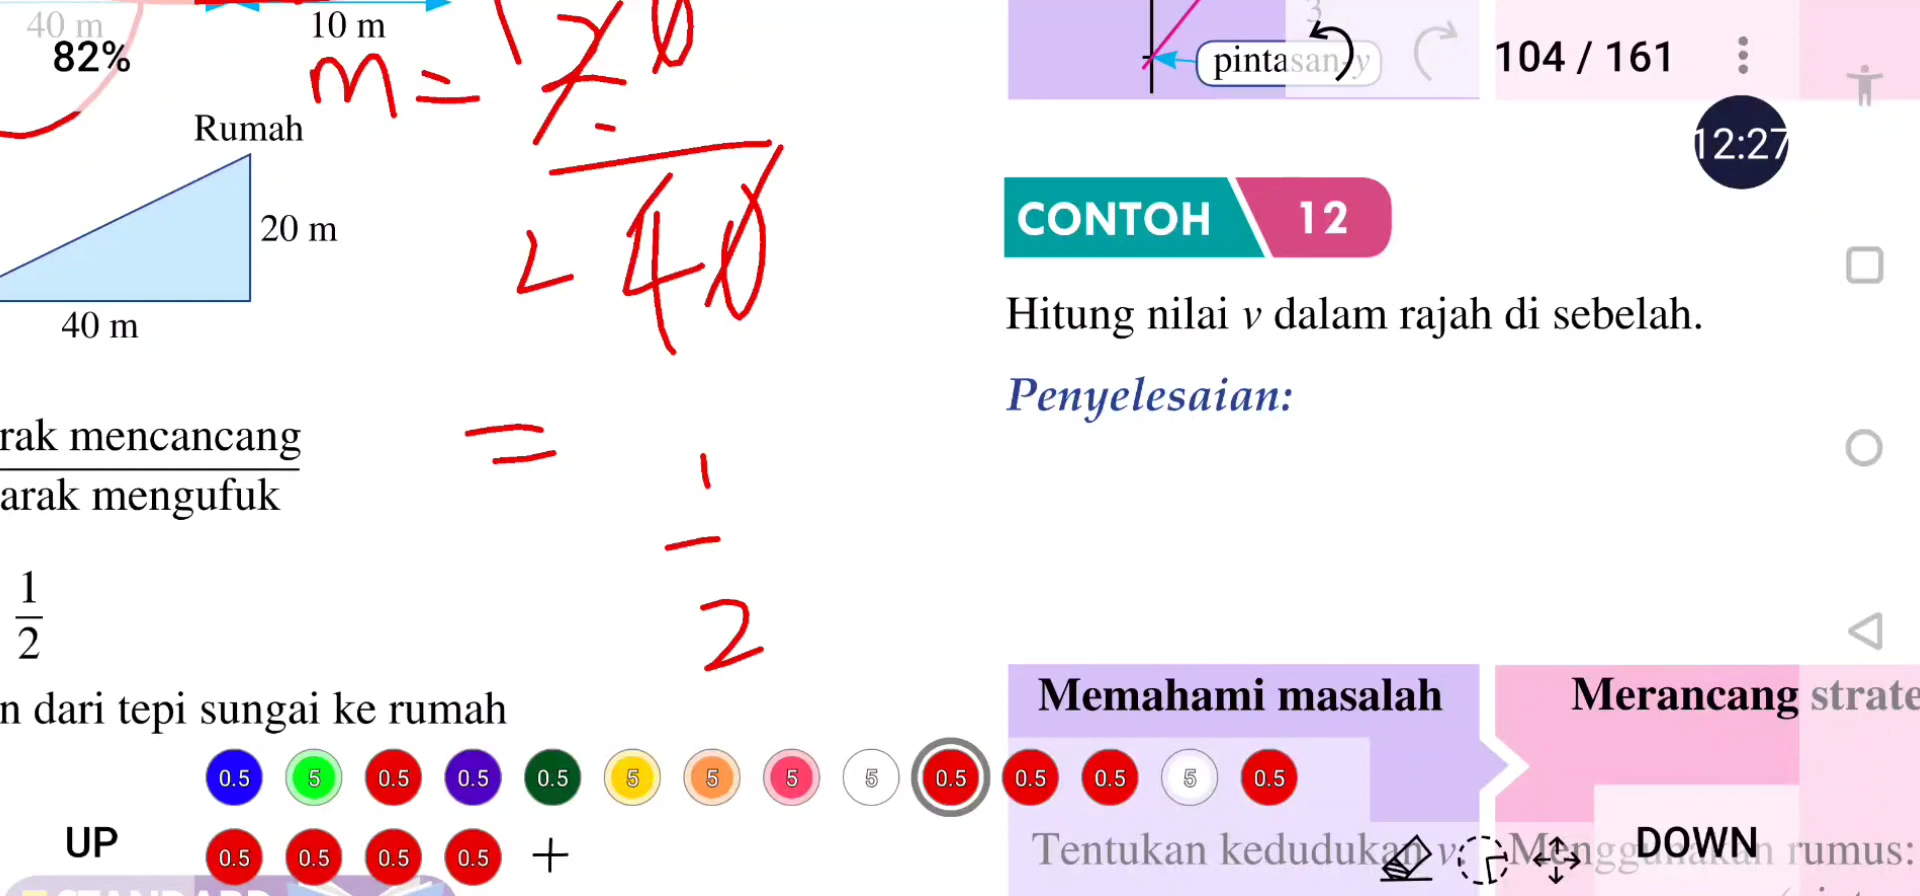 40 m
10 m
82%
m = 20
40
= 1
2
Rumah
20 m
40 m
rak mencancang
arak mengufuk
1
2
n dari tepi sungai ke rumah
3
pintasan-y
104 / 161
12:27
CONTOH 12
Hitung nilai v dalam rajah di sebelah.
Penyelesaian:
Memahami masalah
Merancang strate
Tentukan kedudukan v
Menggunakan rumus:
0.5 5 0.5 0.5 0.5 5 5 5 5 0.5 0.5 0.5 5 0.5
UP
0.5 0.5 0.5 0.5 +
DOWN